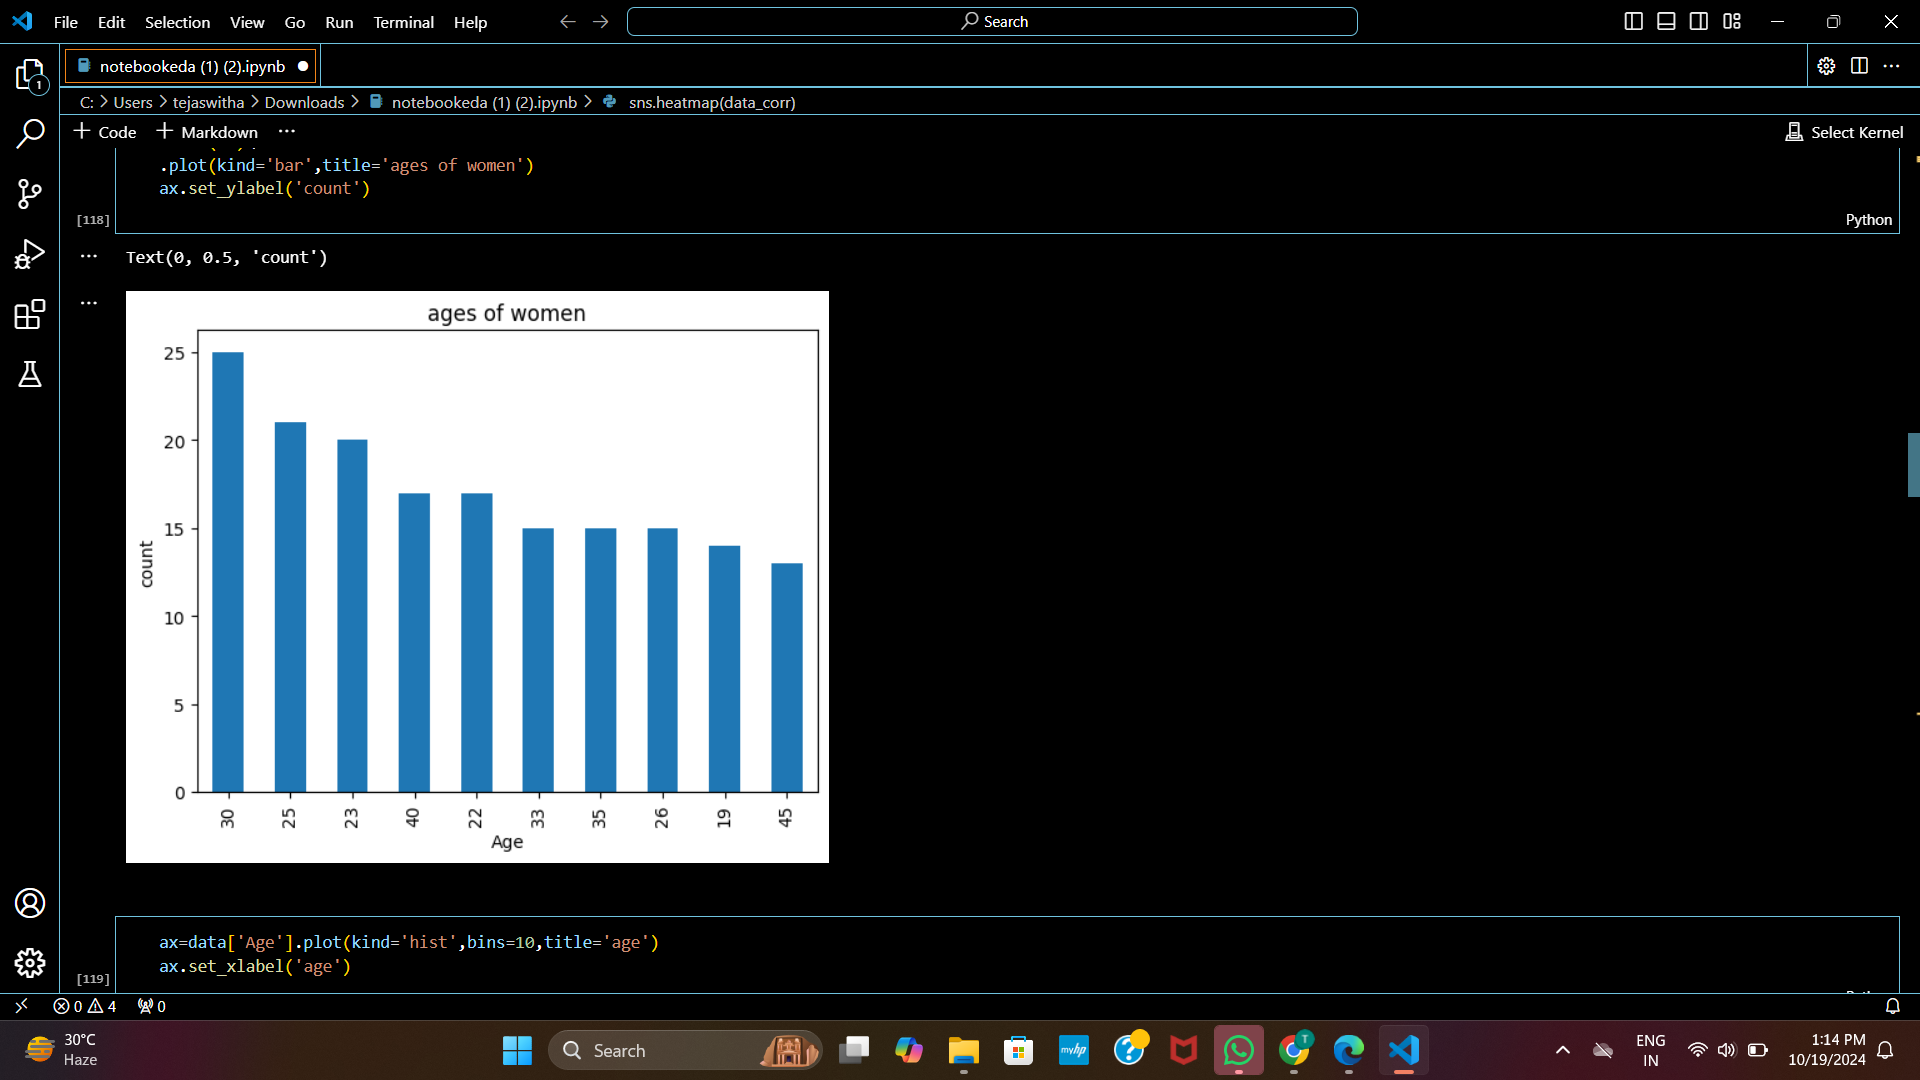 File Edit Selection View Go Run Terminal Help
Search
notebookeda (1) (2).ipynb
C: > Users > tejaswitha > Downloads > notebookeda (1) (2).ipynb > sns.heatmap(data_corr)
+ Code + Markdown ...
Select Kernel
1
.plot(kind='bar',title='ages of women')
ax.set_ylabel('count')
[118]
Python
Text(0, 0.5, 'count')
ages of women
25
20
15
10
5
0
count
30 25 23 40 22 33 35 26 19 45
Age
ax=data['Age'].plot(kind='hist',bins=10,title='age')
ax.set_xlabel('age')
[119]
0 4 0
30°C
Haze
Search
myhp
T
ENG
IN
1:14 PM
10/19/2024